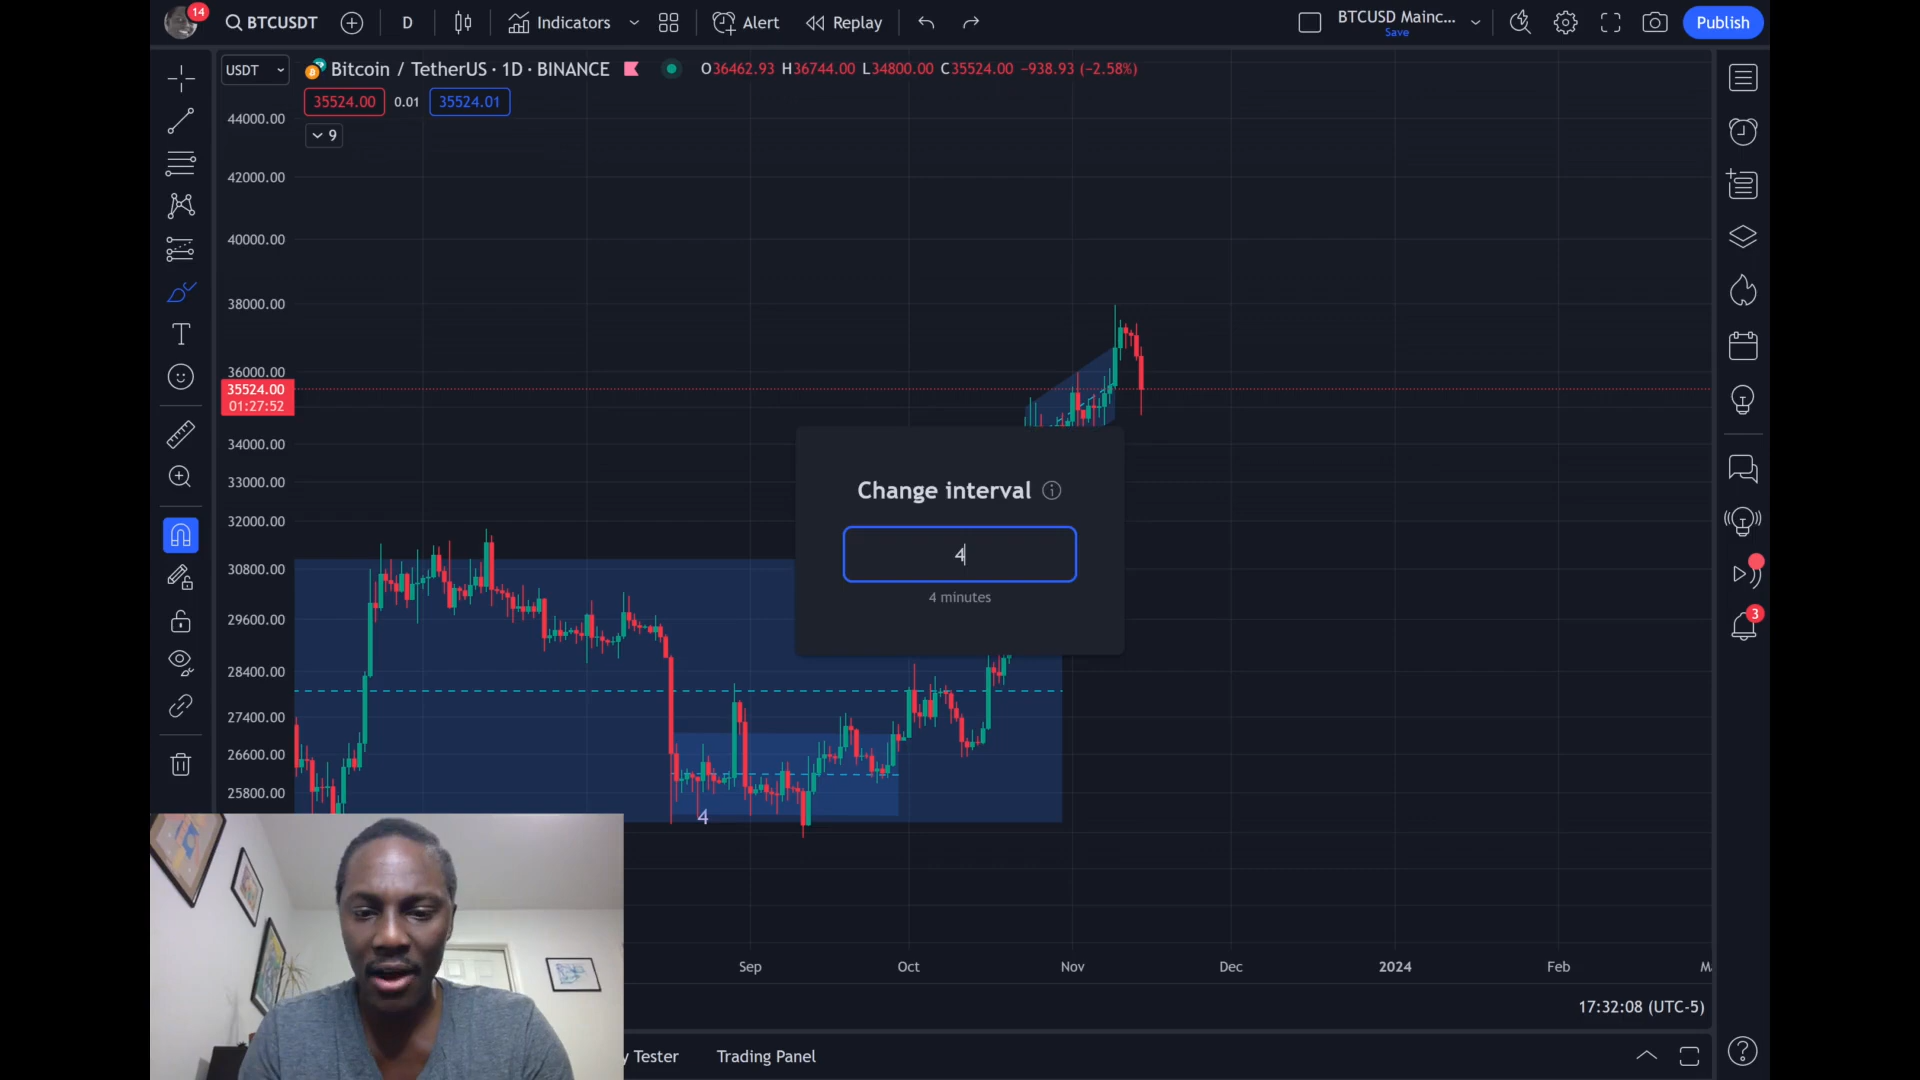 14
BTCUSDT
D
Indicators
Alert
Replay
BTCUSD Mainc...
Save
Publish
USDT
Bitcoin / TetherUS · 1D · BINANCE
O36462.93 H36744.00 L34800.00 C35524.00 −938.93 (−2.58%)
35524.00
0.01
35524.01
9
44000.00
42000.00
40000.00
38000.00
36000.00
35524.00
01:27:52
34000.00
33000.00
32000.00
30800.00
29600.00
28400.00
27400.00
26600.00
25800.00
Change interval
4
4 minutes
4
3
Sep
Oct
Nov
Dec
2024
Feb
17:32:08 (UTC-5)
y Tester
Trading Panel